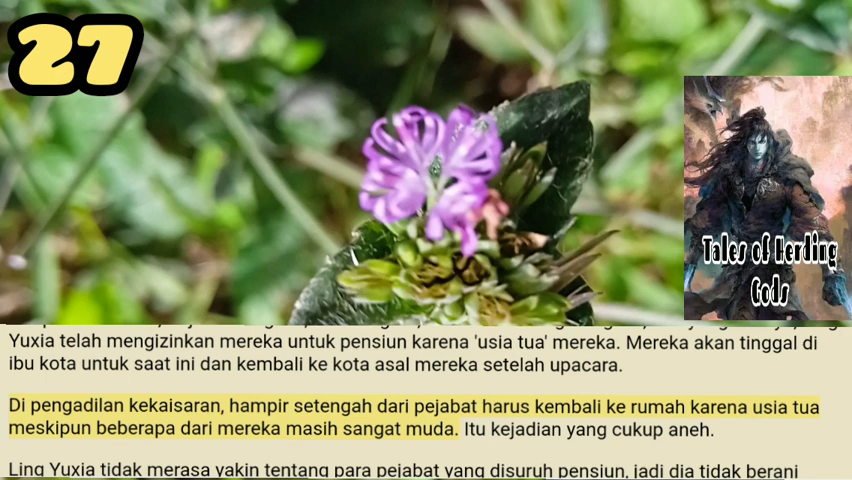 27
Tales of Herding
Gods
Yuxia telah mengizinkan mereka untuk pensiun karena 'usia tua' mereka. Mereka akan tinggal di
ibu kota untuk saat ini dan kembali ke kota asal mereka setelah upacara.
Di pengadilan kekaisaran, hampir setengah dari pejabat harus kembali ke rumah karena usia tua
meskipun beberapa dari mereka masih sangat muda. Itu kejadian yang cukup aneh.
Ling Yuxia tidak merasa yakin tentang para pejabat yang disuruh pensiun, jadi dia tidak berani